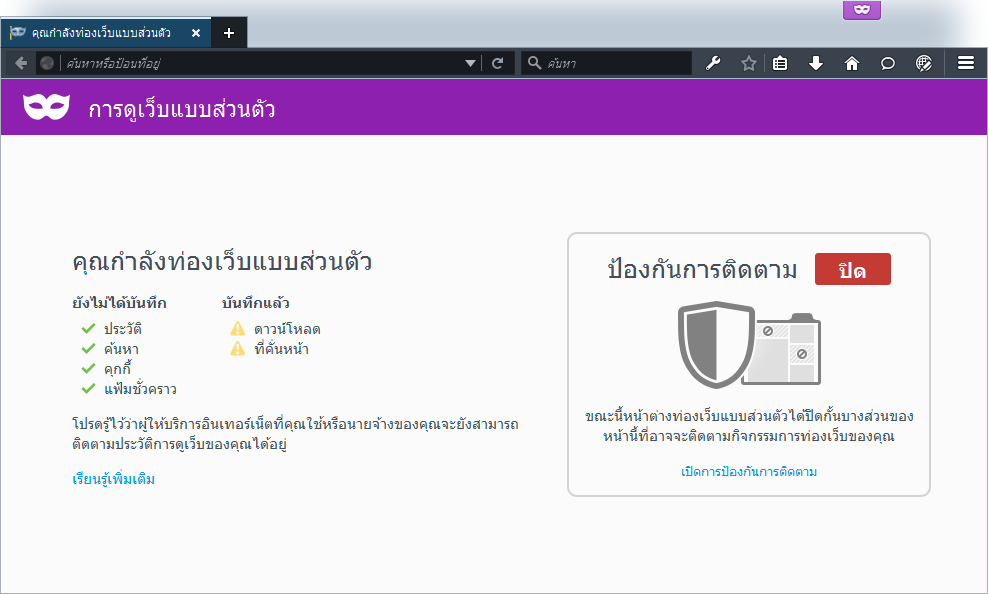 คุณกำลังท่องเว็บแบบส่วนตัว
ค้นหาหรือป้อนที่อยู่
ค้นหา
การดูเว็บแบบส่วนตัว
คุณกำลังท่องเว็บแบบส่วนตัว
ยังไม่ได้บันทึก
บันทึกแล้ว
ประวัติ
ดาวน์โหลด
ค้นหา
ที่คั่นหน้า
คุกกี้
แฟ้มชั่วคราว
โปรดรู้ไว้ว่าผู้ให้บริการอินเทอร์เน็ตที่คุณใช้หรือนายจ้างของคุณจะยังสามารถ
ติดตามประวัติการดูเว็บของคุณได้อยู่
เรียนรู้เพิ่มเติม
ป้องกันการติดตาม
ปิด
ขณะนี้หน้าต่างท่องเว็บแบบส่วนตัวได้ปิดกั้นบางส่วนของ
หน้านี้ที่อาจจะติดตามกิจกรรมการท่องเว็บของคุณ
เปิดการป้องกันการติดตาม